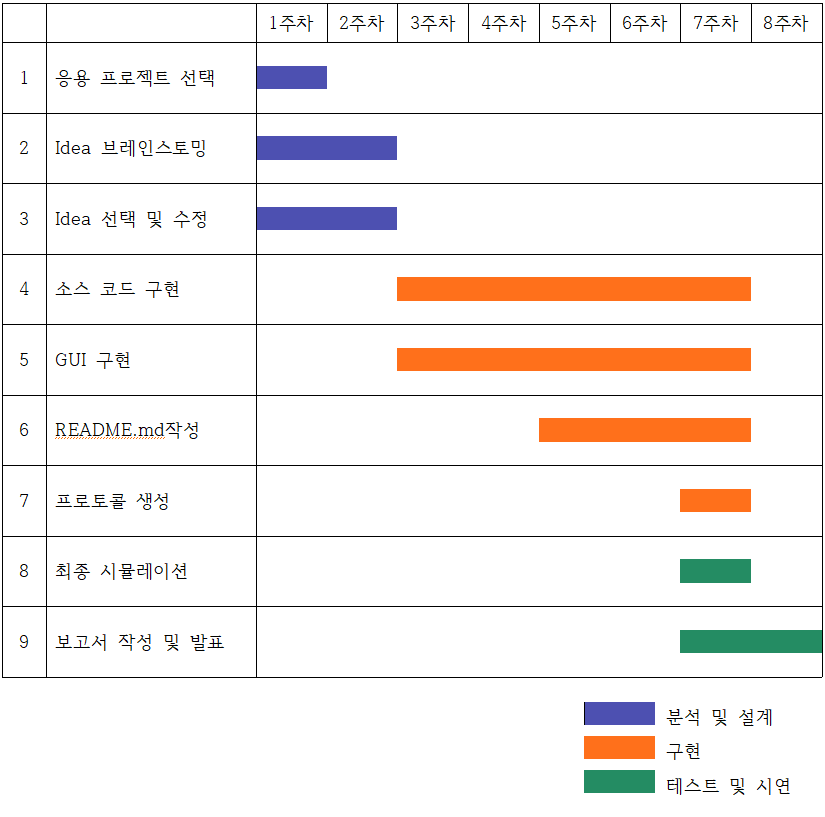 1주차 2주차 3주차 4주차 5주차 6주차 7주차 8주차
1 응용 프로젝트 선택
2 Idea 브레인스토밍
3 Idea 선택 및 수정
4 소스 코드 구현
5 GUI 구현
6 README.md작성
7 프로토콜 생성
8 최종 시뮬레이션
9 보고서 작성 및 발표
분석 및 설계
구현
테스트 및 시연